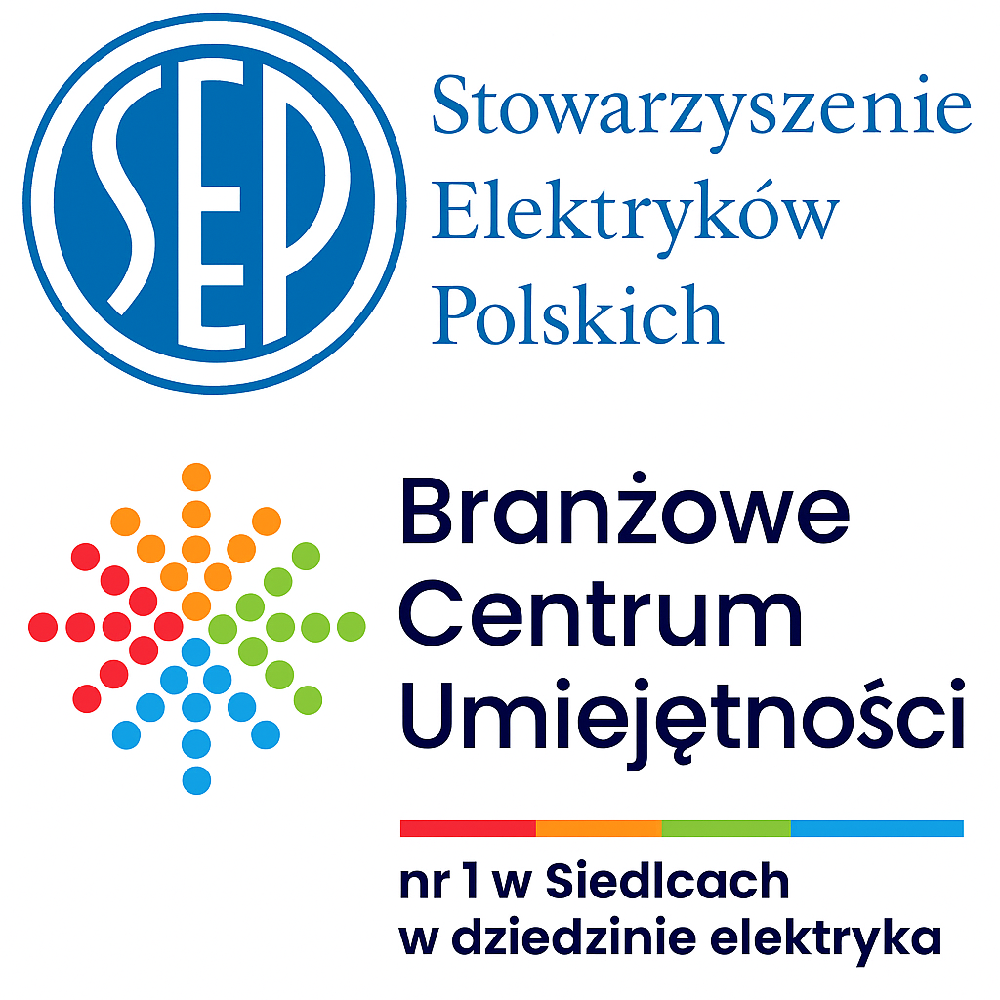 SEP
Stowarzyszenie
Elektryków
Polskich
Branżowe
Centrum
Umiejętności
nr 1 w Siedlcach
w dziedzinie elektryka